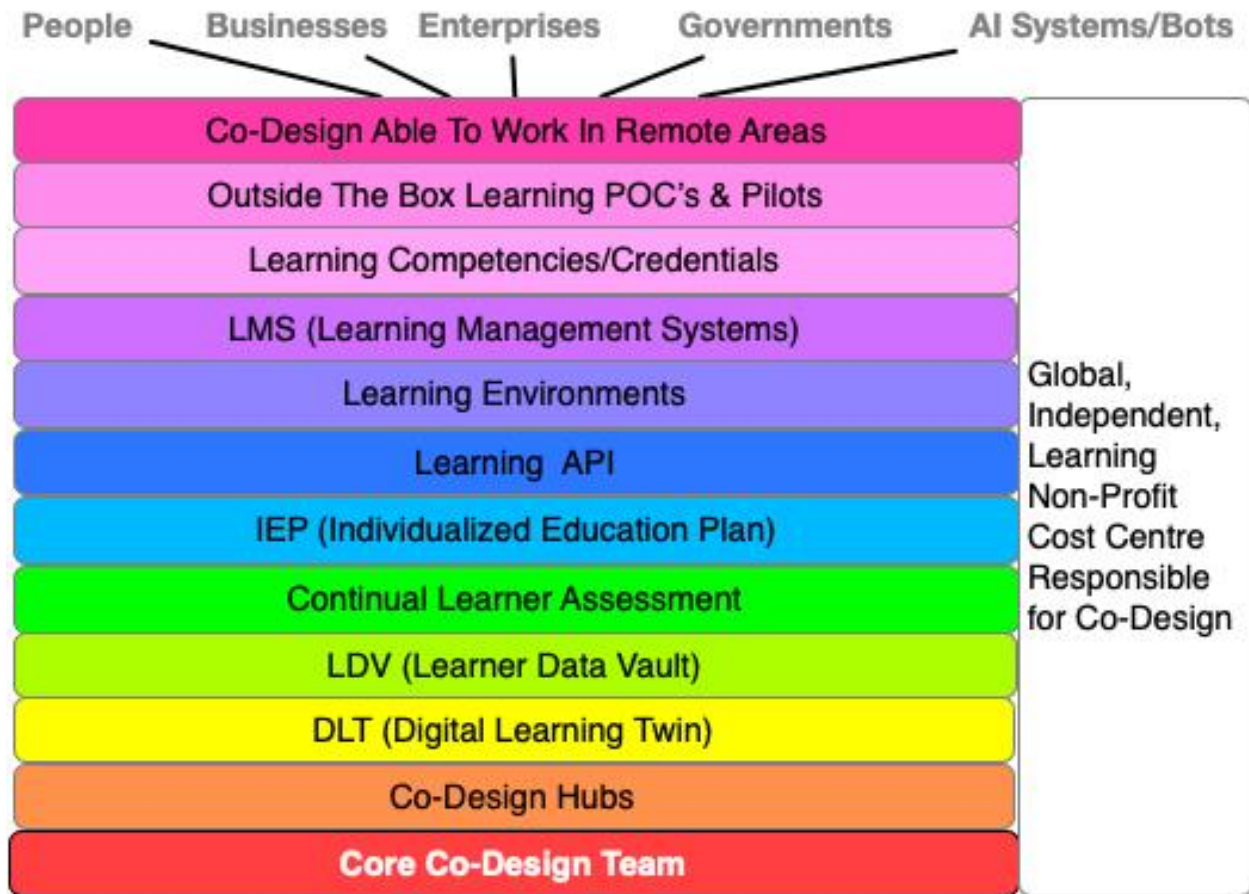 People Businesses Enterprises Governments AI Systems/Bots
Co-Design Able To Work In Remote Areas
Outside The Box Learning POC's & Pilots
Learning Competencies/Credentials
LMS (Learning Management Systems)
Learning Environments
Learning API
IEP (Individualized Education Plan)
Continual Learner Assessment
LDV (Learner Data Vault)
DLT (Digital Learning Twin)
Co-Design Hubs
Core Co-Design Team
Global,
Independent,
Learning
Non-Profit
Cost Centre
Responsible
for Co-Design